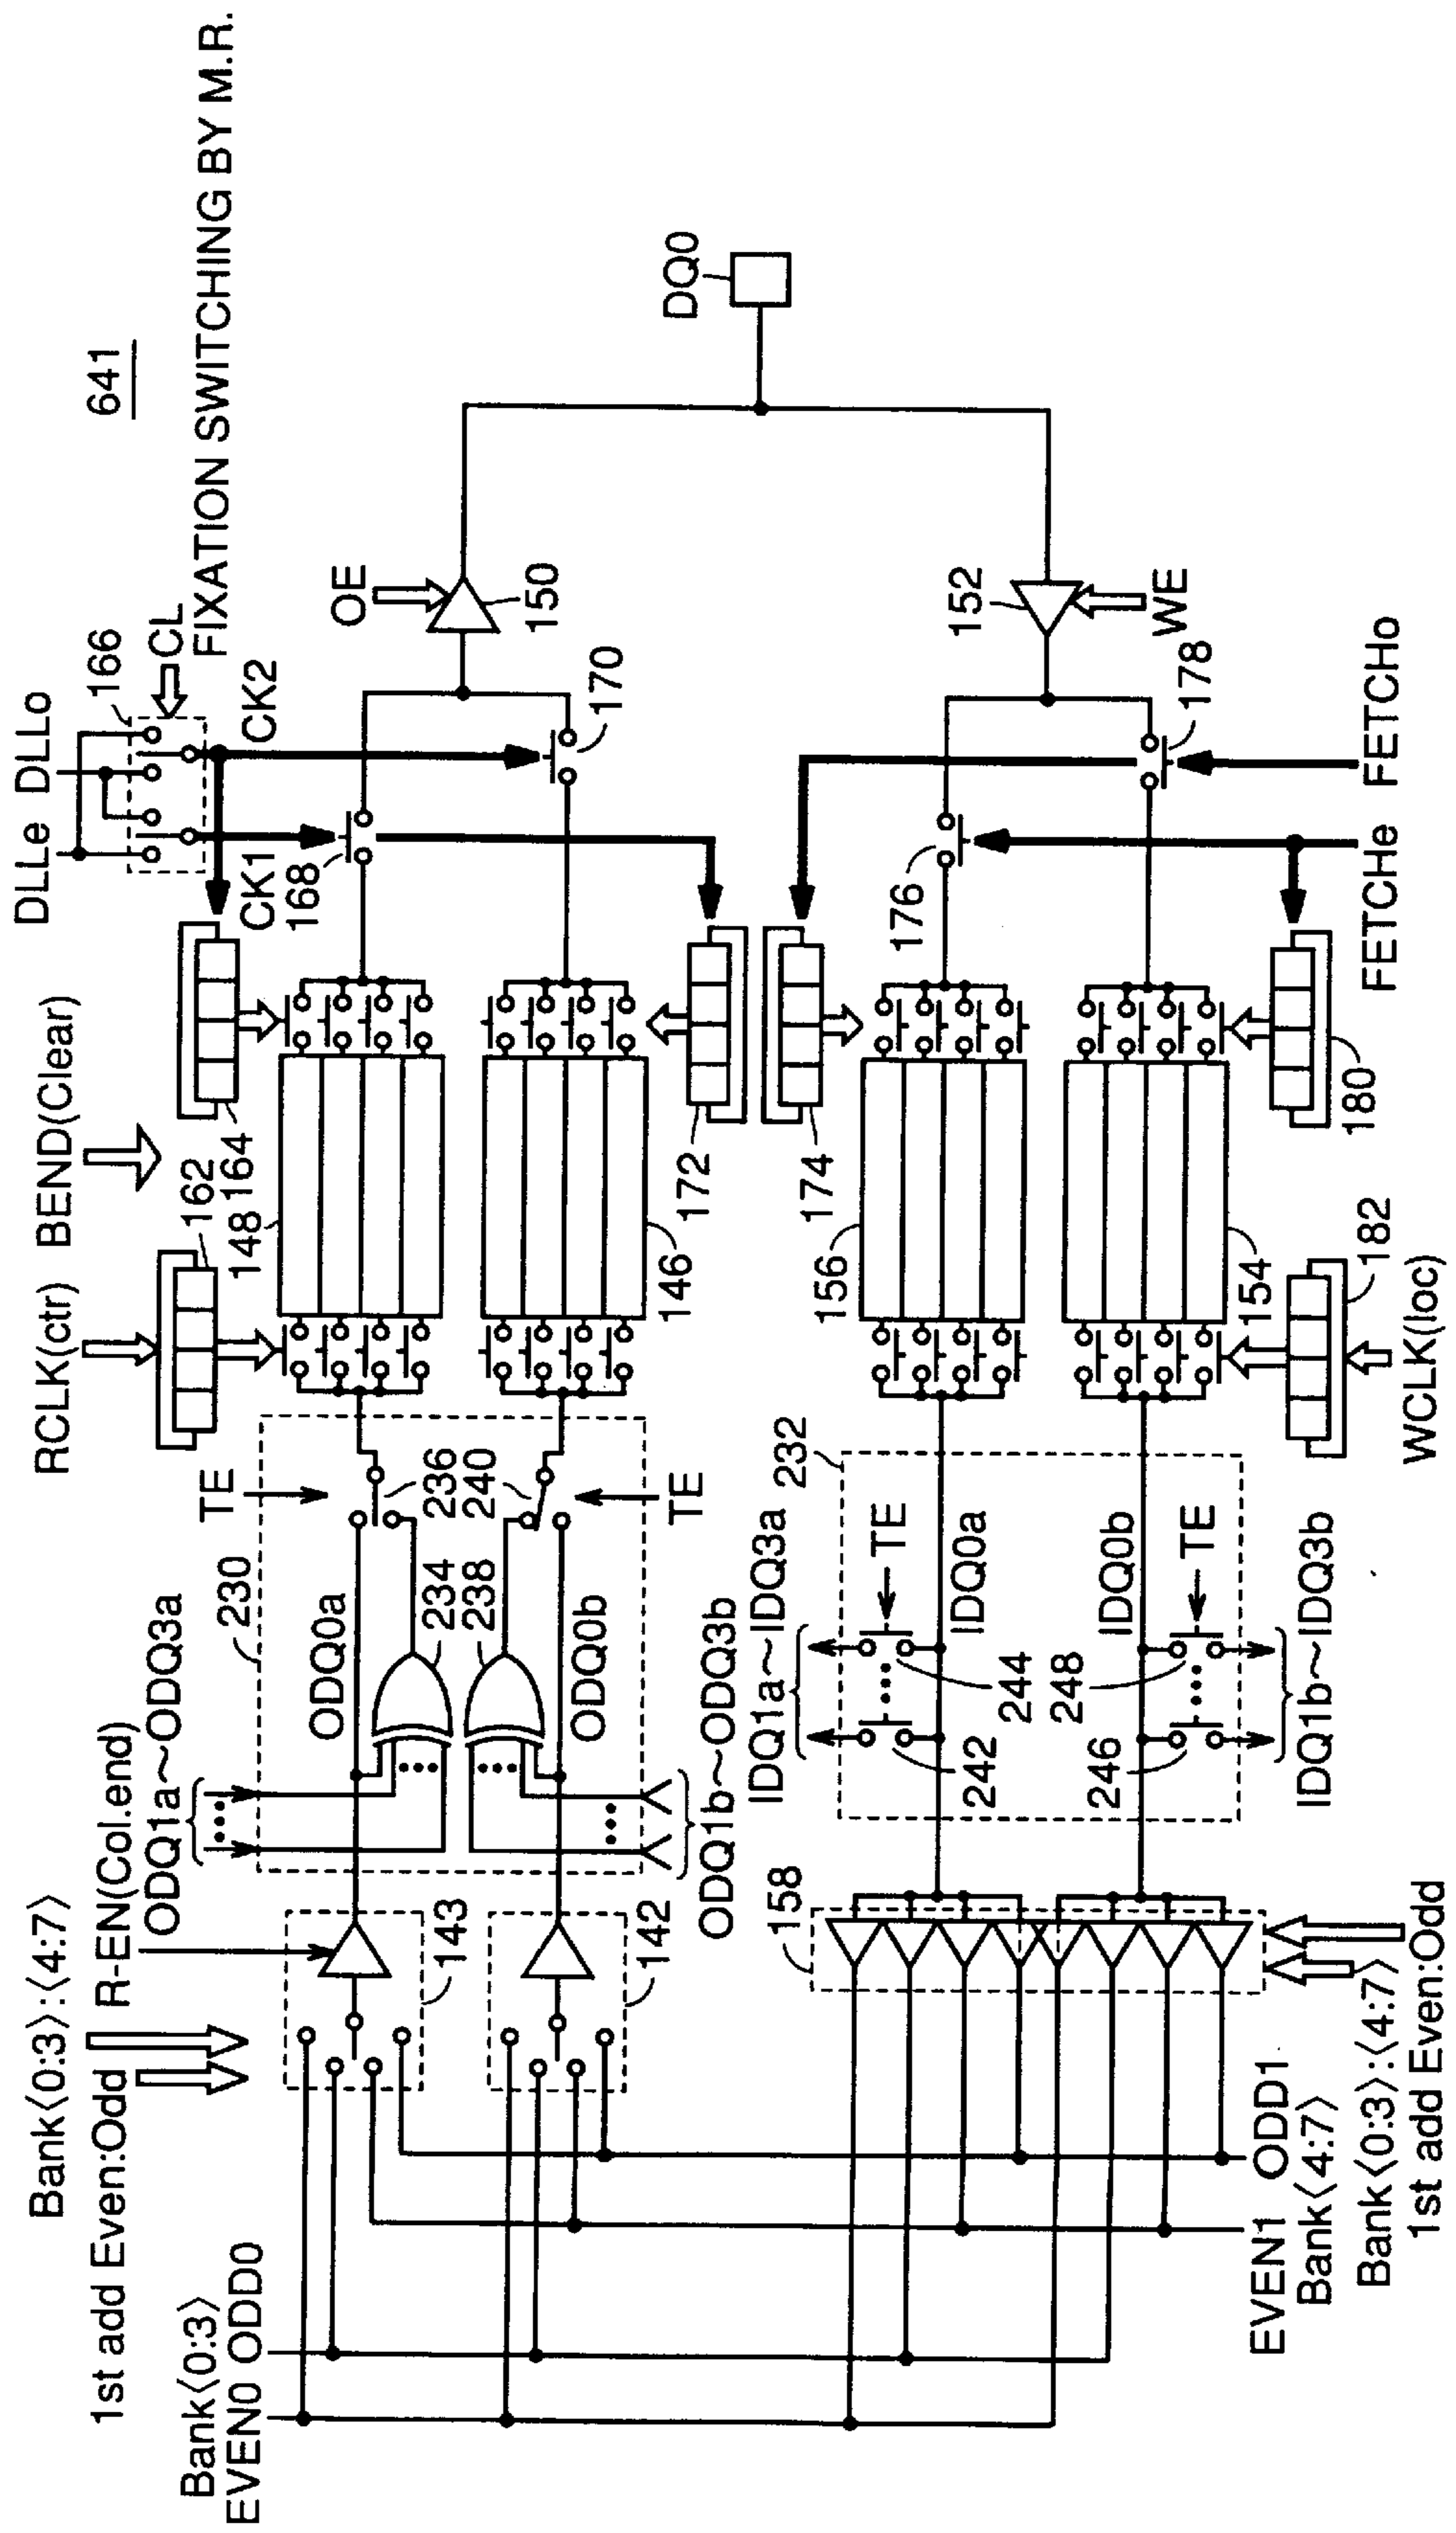 641
FIXATION SWITCHING BY M.R.
DLLe DLLo
166
CL
CK2
CK1
168
170
OE
150
DQ0
152
WE
176
178
FETCHe FETCHo
RCLK(ctr) BEND(Clear)
162
164
148
146
172
174
156
154
180
182
WCLK(loc)
TE
236
240
TE
230
ODQ0a
234
238
ODQ0b
ODQ1a~ODQ3a
ODQ1b~ODQ3b
232
IDQ1a~IDQ3a
TE
IDQ0a
244
242
IDQ0b
TE
248
246
IDQ1b~IDQ3b
Bank<0:3>:<4:7>
1st add Even:Odd R-EN(Col.end)
143
142
158
Bank<0:3>
EVEN0 ODD0
EVEN1 ODD1
Bank<4:7>
Bank<0:3>:<4:7>
1st add Even:Odd